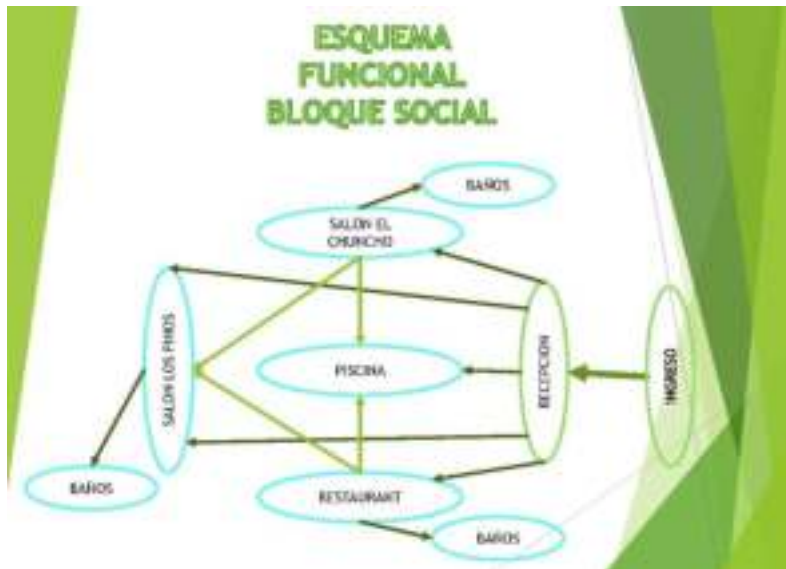 ESQUEMA
FUNCIONAL
BLOQUE SOCIAL
BAÑOS
SALON EL
CHUNCHO
SALON LOS PINOS
PISCINA
RECEPCION
INGRESO
BAÑOS
RESTAURANT
BAÑOS